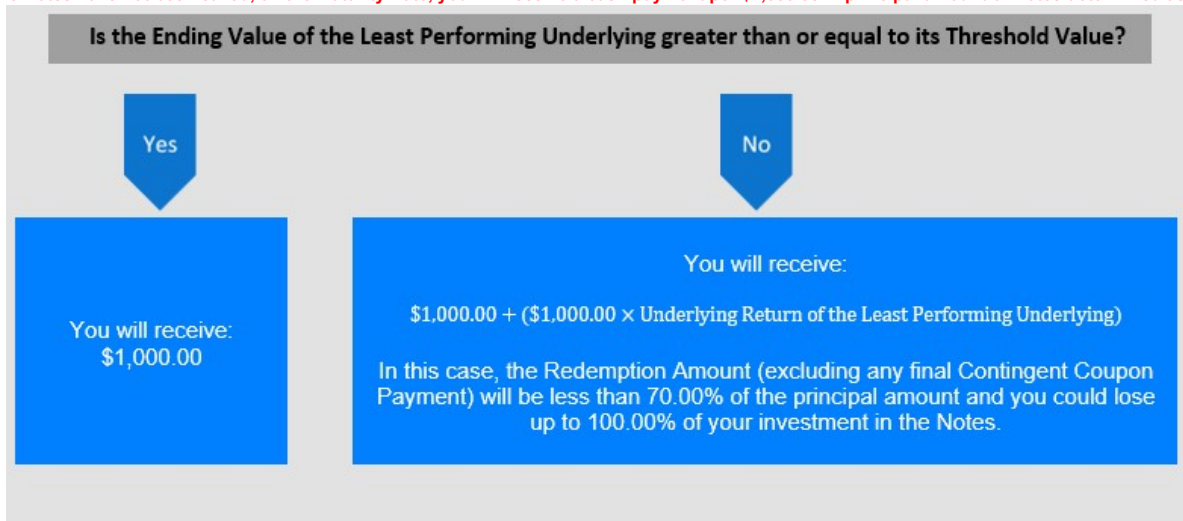 Is the Ending Value of the Least Performing Underlying greater than or equal to its Threshold Value?
Yes
No
You will receive:
$1,000.00
You will receive:
$1,000.00 + ($1,000.00 × Underlying Return of the Least Performing Underlying)
In this case, the Redemption Amount (excluding any final Contingent Coupon
Payment) will be less than 70.00% of the principal amount and you could lose
up to 100.00% of your investment in the Notes.